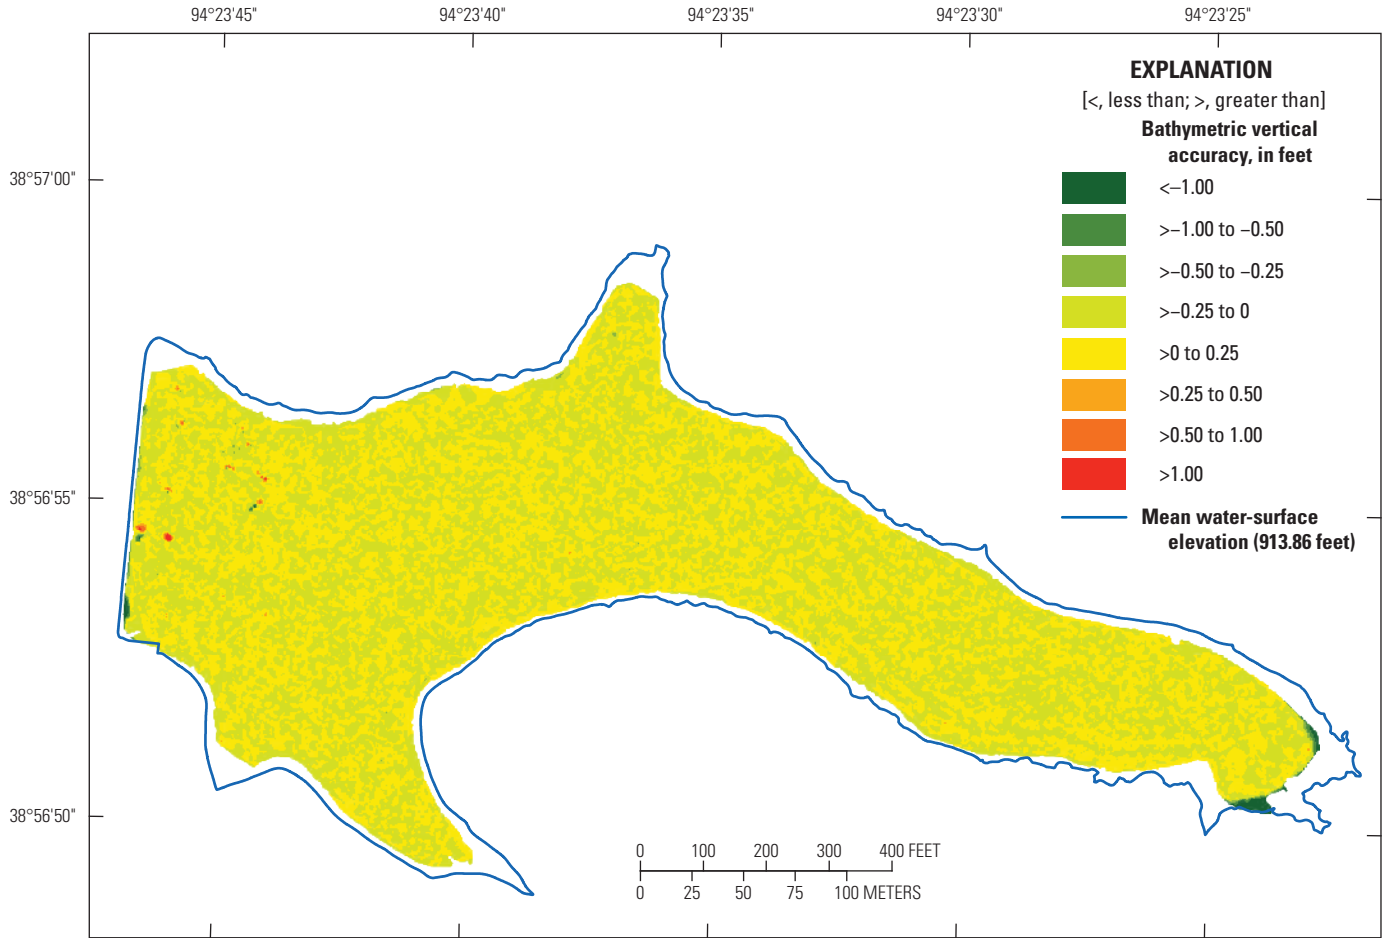 94°23'45" 94°23'40" 94°23'35" 94°23'30" 94°23'25"
EXPLANATION
[<, less than; >, greater than]
Bathymetric vertical
accuracy, in feet
<−1.00
>−1.00 to −0.50
>−0.50 to −0.25
>−0.25 to 0
>0 to 0.25
>0.25 to 0.50
>0.50 to 1.00
>1.00
Mean water-surface
elevation (913.86 feet)
38°57'00"
38°56'55"
38°56'50"
0 100 200 300 400 FEET
0 25 50 75 100 METERS